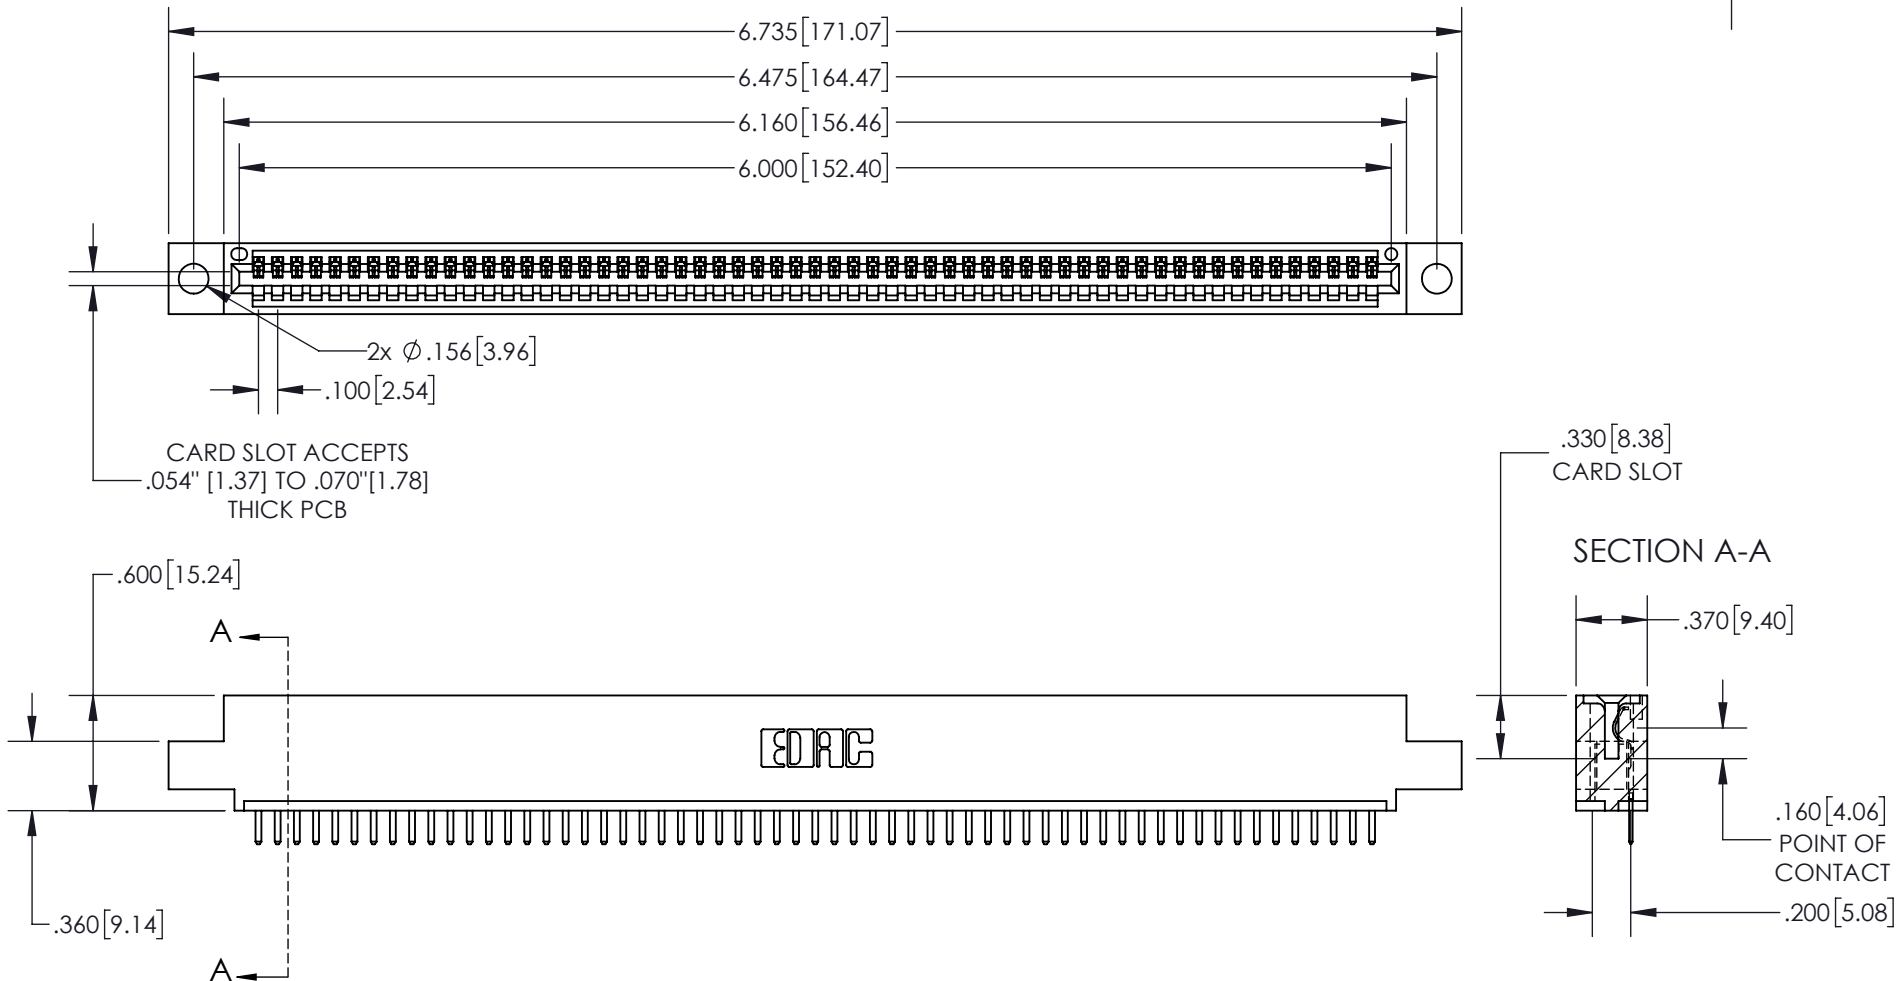 6.735[171.07]
6.475[164.47]
6.160[156.46]
6.000[152.40]
2x Ø.156[3.96]
.100[2.54]
CARD SLOT ACCEPTS
.054" [1.37] TO .070"[1.78]
THICK PCB
.330[8.38]
CARD SLOT
SECTION A-A
.600[15.24]
A
.370[9.40]
EDAC
.160[4.06]
POINT OF
CONTACT
.200[5.08]
.360[9.14]
A